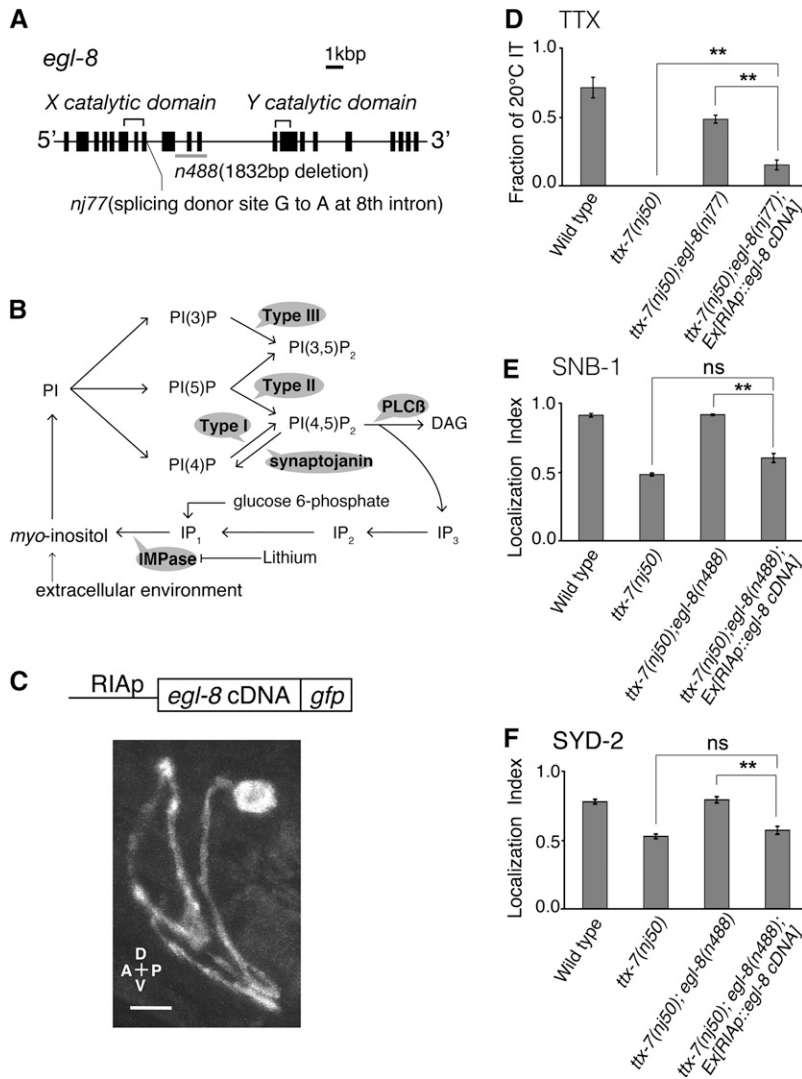 A
egl-8
1kbp
X catalytic domain
Y catalytic domain
5’
3’
n488(1832bp deletion)
nj77(splicing donor site G to A at 8th intron)
B
PI(3)P
Type III
PI(3,5)P2
PI
PI(5)P
Type II
PLCß
Type I
PI(4,5)P2
DAG
PI(4)P
synaptojanin
glucose 6-phosphate
myo-inositol
IP1
IP2
IP3
IMPase
Lithium
extracellular environment
C
RIAp
egl-8 cDNA
gfp
D
A
P
V
D
TTX
**
**
Fraction of 20°C IT
1.0
0.5
0.0
Wild type
ttx-7(nj50)
ttx-7(nj50);egl-8(nj77)
ttx-7(nj50);egl-8(nj77);
Ex[RIAp::egl-8 cDNA]
E
SNB-1
ns
**
Localization Index
1.0
0.5
0.0
Wild type
ttx-7(nj50)
ttx-7(nj50);egl-8(n488)
ttx-7(nj50);egl-8(n488);
Ex[RIAp::egl-8 cDNA]
F
SYD-2
ns
**
Localization Index
1.0
0.5
0.0
Wild type
ttx-7(nj50)
ttx-7(nj50); egl-8(n488)
ttx-7(nj50); egl-8(n488);
Ex[RIAp::egl-8 cDNA]